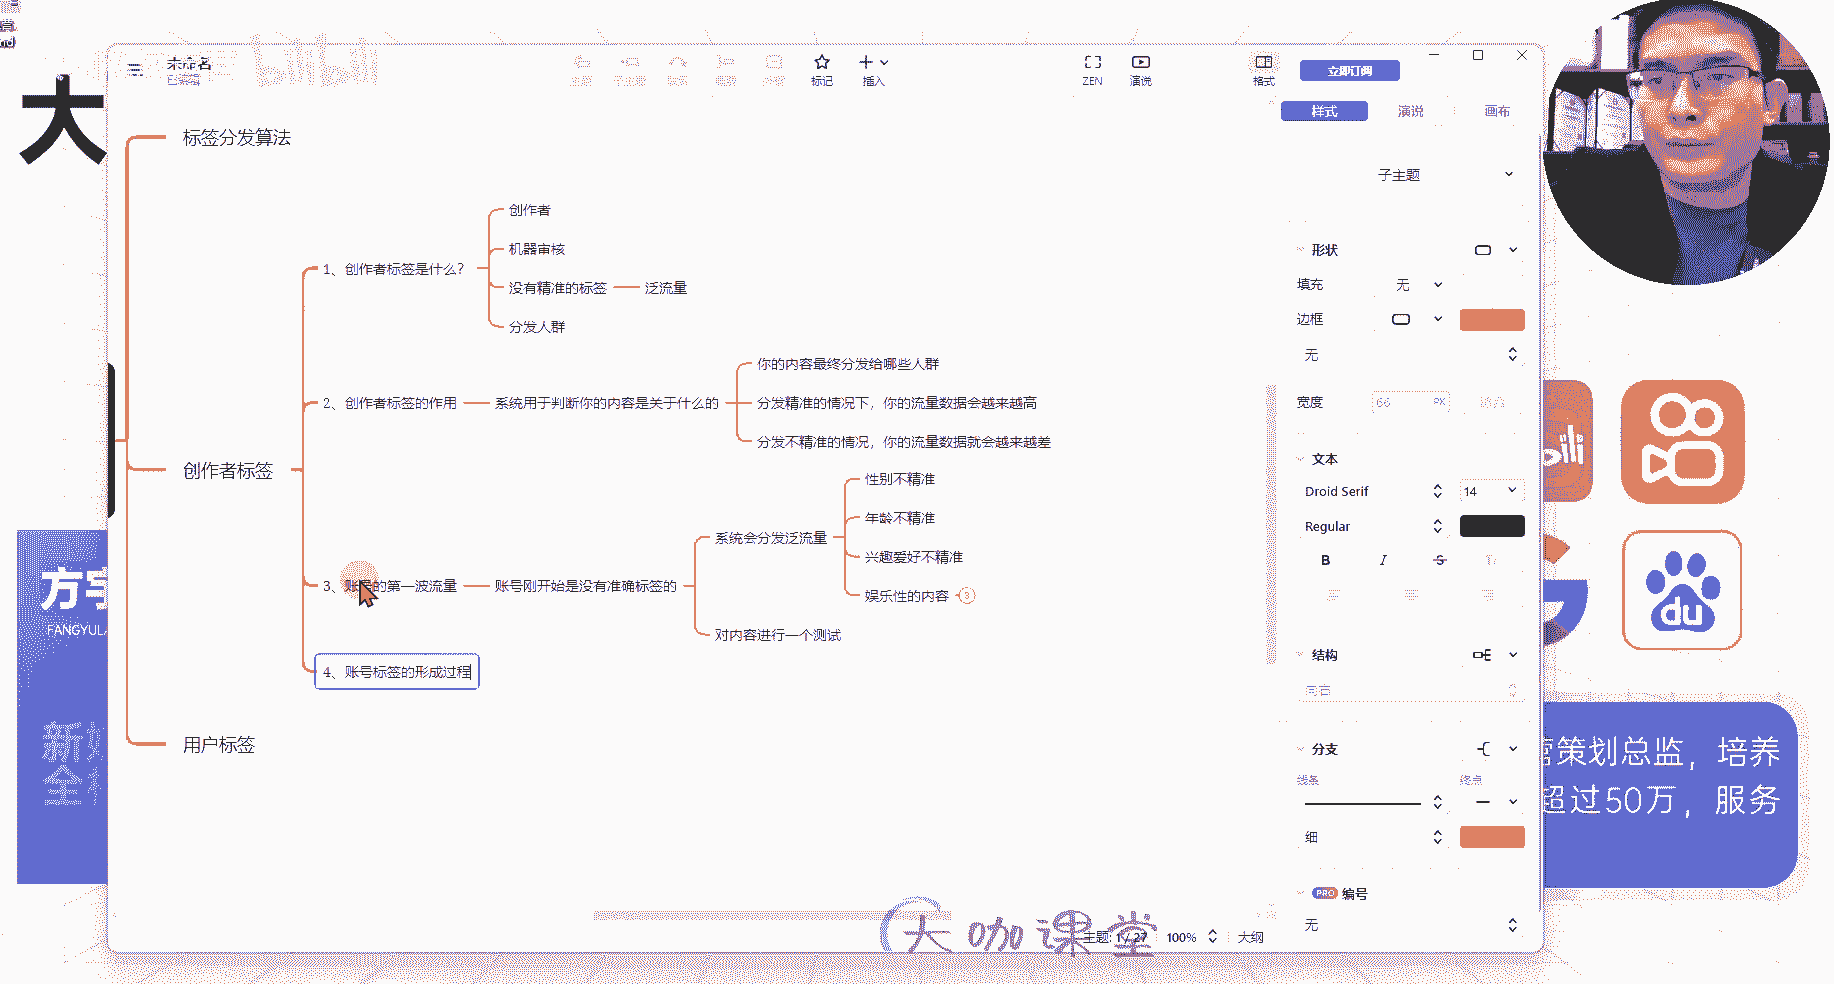 大
未命名
已编辑
bilibili
标记
插入
ZEN
演说
格式
立即订阅
样式
演说
画布
标签分发算法
创作者标签
用户标签
1、创作者标签是什么？
创作者
机器审核
没有精准的标签
泛流量
分发人群
2、创作者标签的作用
系统用于判断你的内容是关于什么的
你的内容最终分发给哪些人群
分发精准的情况下，你的流量数据会越来越高
分发不精准的情况，你的流量数据就会越来越差
3、账号的第一波流量
账号刚开始是没有准确标签的
系统会分发泛流量
性别不精准
年龄不精准
兴趣爱好不精准
娱乐性的内容
3
对内容进行一个测试
4、账号标签的形成过程
子主题
形状
填充
无
边框
无
宽度
66
PX
文本
Droid Serif
14
Regular
B I S T
结构
分支
线条
终点
细
PRO 编号
无
主题: 1 / 27
100%
大纲
大咖课堂
方宇
FANGYUL
新
全
du
营策划总监，培养
超过50万，服务